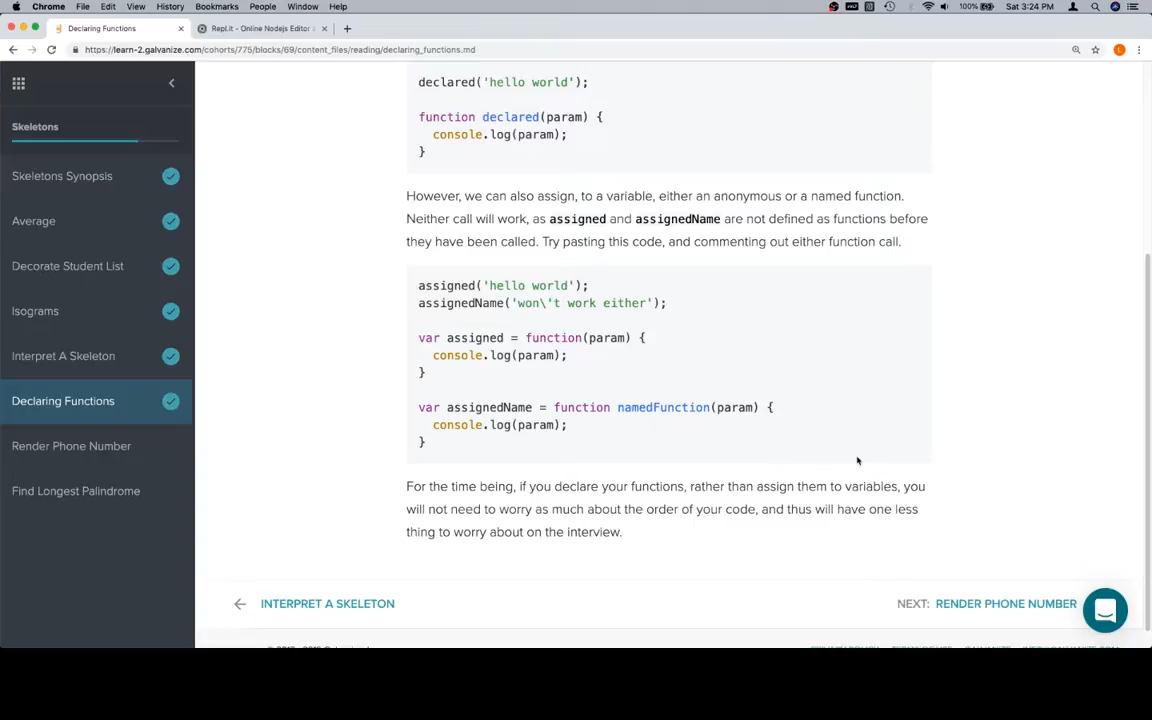 Chrome File Edit View History Bookmarks People Window Help 100% Sat 3:24 PM
Declaring Functions Repl.it - Online Nodejs Editor
https://learn-2.galvanize.com/cohorts/775/blocks/69/content_files/reading/declaring_functions.md
Skeletons
Skeletons Synopsis
Average
Decorate Student List
Isograms
Interpret A Skeleton
Declaring Functions
Render Phone Number
Find Longest Palindrome
declared('hello world');
function declared(param) {
console.log(param);
}
However, we can also assign, to a variable, either an anonymous or a named function.
Neither call will work, as assigned and assignedName are not defined as functions before
they have been called. Try pasting this code, and commenting out either function call.
assigned('hello world');
assignedName('won\'t work either');
var assigned = function(param) {
console.log(param);
}
var assignedName = function namedFunction(param) {
console.log(param);
}
For the time being, if you declare your functions, rather than assign them to variables, you
will not need to worry as much about the order of your code, and thus will have one less
thing to worry about on the interview.
INTERPRET A SKELETON
NEXT: RENDER PHONE NUMBER